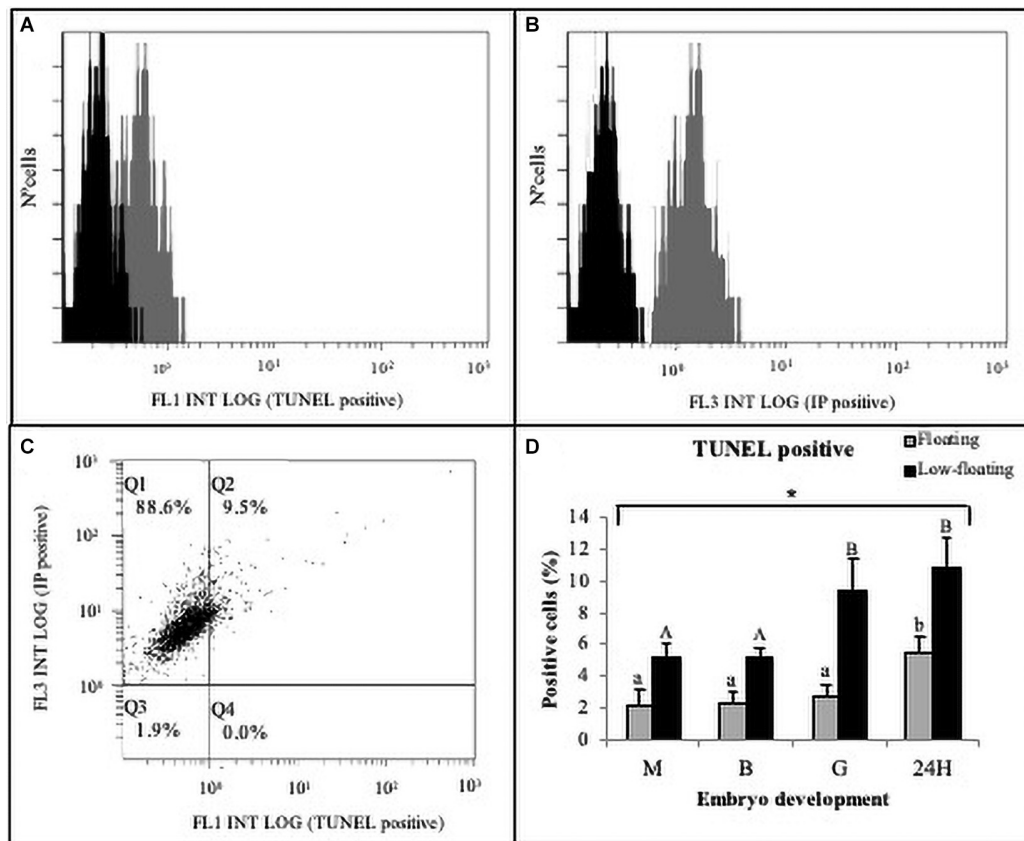 A
N°cells
10⁰ 10¹ 10² 10³
FL1 INT LOG (TUNEL positive)
B
N°cells
10⁰ 10¹ 10² 10³
FL3 INT LOG (IP positive)
C
FL3 INT LOG (IP positive)
10³
10²
10¹
10⁰
Q1 Q2
88.6% 9.5%
Q3 Q4
1.9% 0.0%
10⁰ 10¹ 10² 10³
FL1 INT LOG (TUNEL positive)
D
TUNEL positive
Floating
Low-floating
*
Positive cells (%)
14
12
10
8
6
4
2
0
a A a A a B b B
M B G 24H
Embryo development